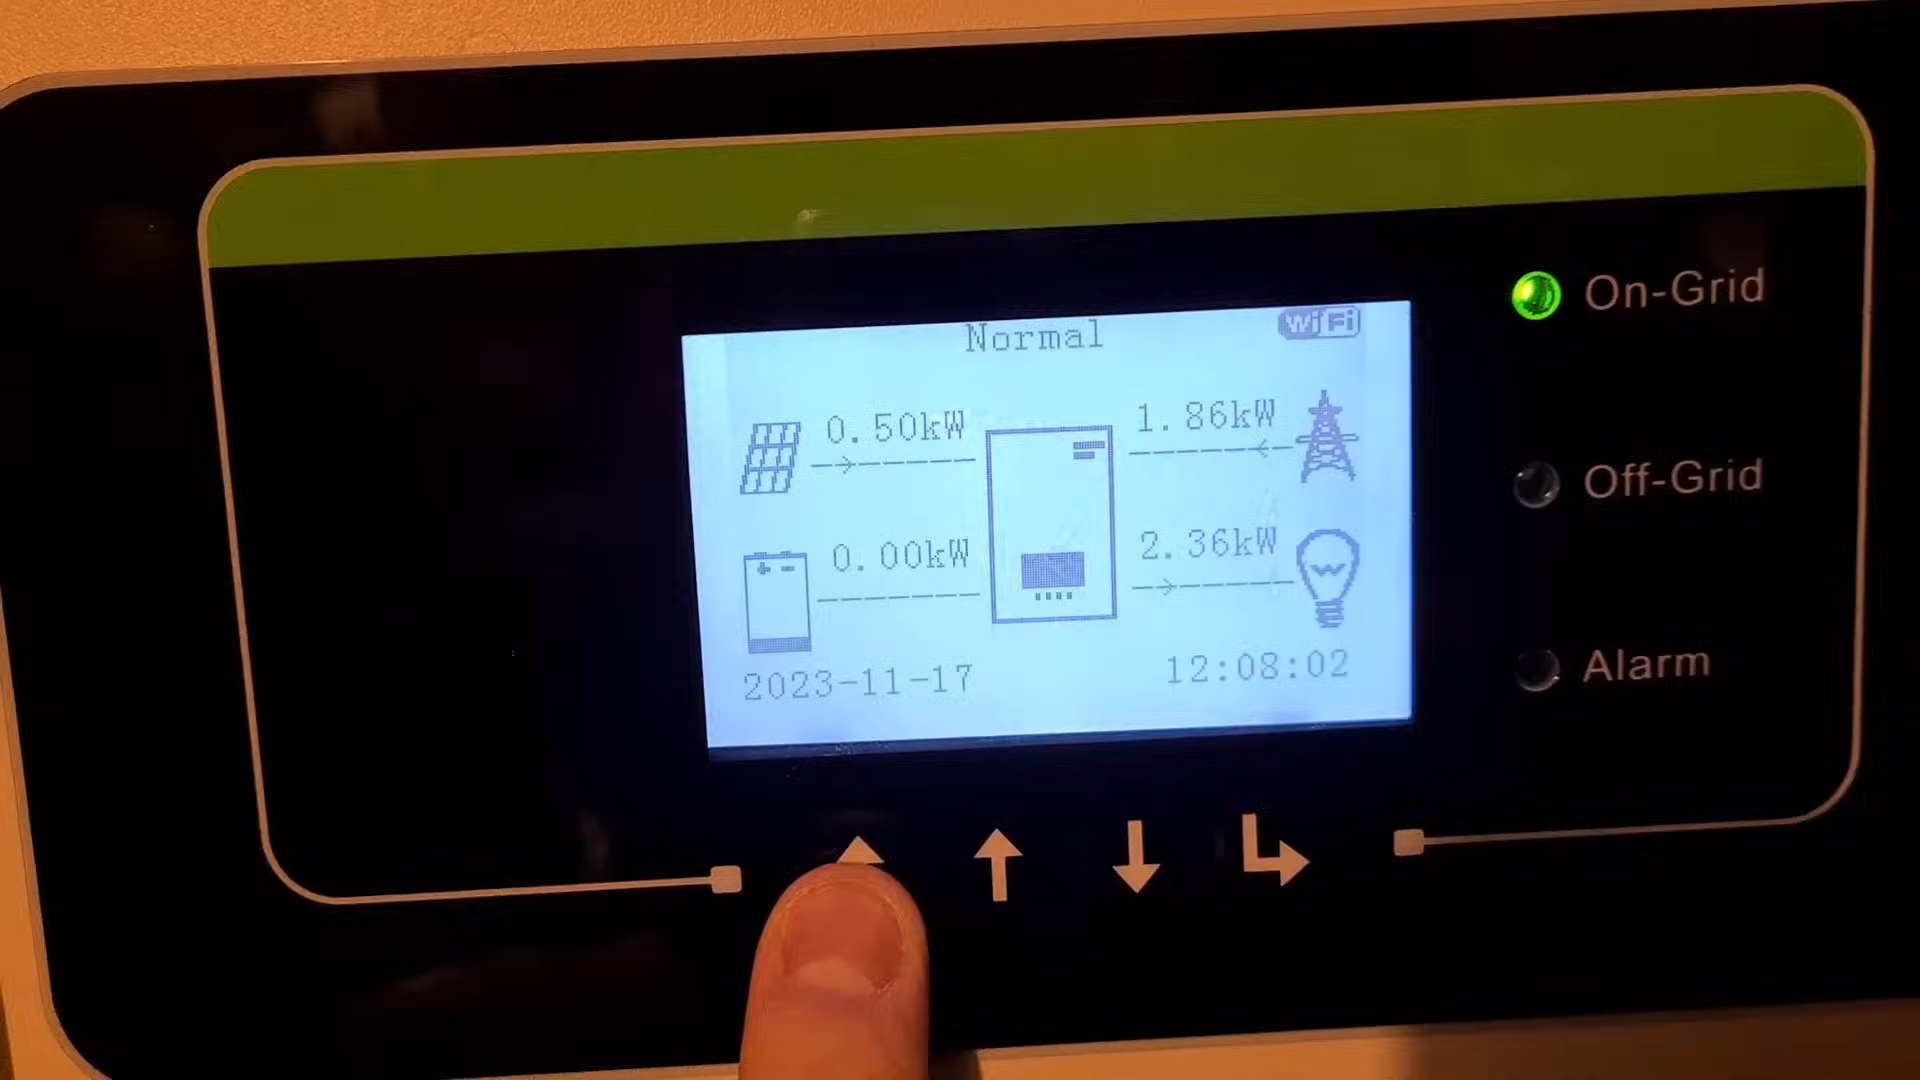 Normal
WiFi
0.50kW
1.86kW
0.00kW
2.36kW
2023-11-17
12:08:02
On-Grid
Off-Grid
Alarm